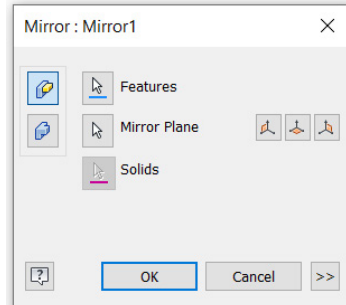 Mirror : Mirror1
Features
Mirror Plane
Solids
?
OK
Cancel
>>